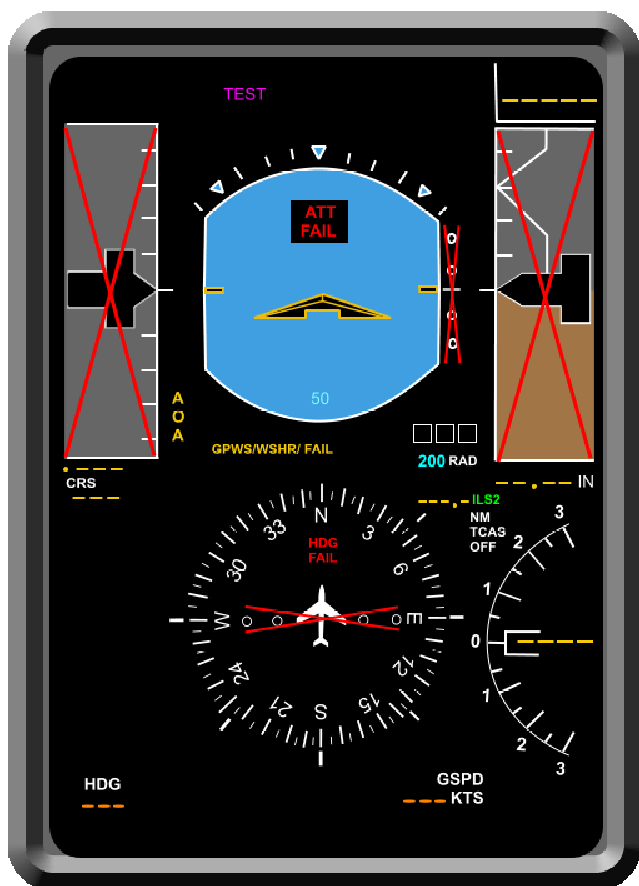 TEST
ATT
FAIL
50
A
O
A
GPWS/WSHR/ FAIL
200 RAD
CRS
IN
ILS2
NM
TCAS
OFF
N
3
6
E
12
15
S
21
24
W
30
33
HDG
FAIL
3
2
1
0
1
2
3
HDG
GSPD
KTS